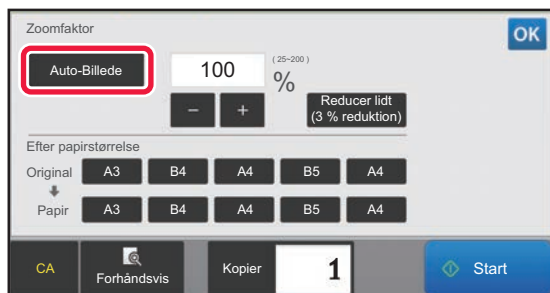 Zoomfaktor
OK
Auto-Billede
100
(25~200)
%
− +
Reducer lidt
(3 % reduktion)
Efter papirstørrelse
Original A3 B4 A4 B5 A4
Papir A3 B4 A4 B5 A4
CA
Forhåndsvis
Kopier
1
Start